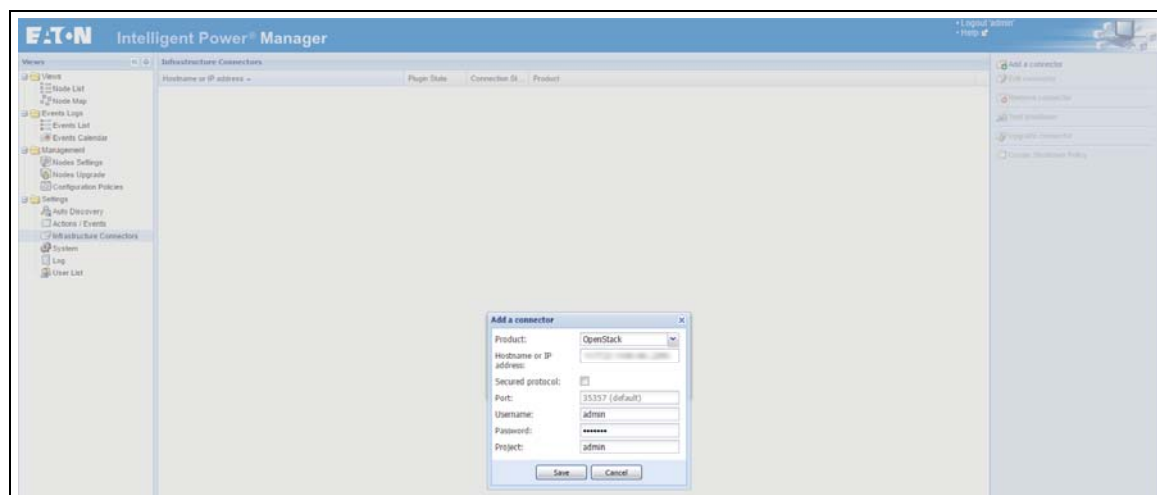 EATON
Intelligent Power® Manager
Logout 'admin'
Help
Views
Views
Node List
Node Map
Events Logs
Events List
Events Calendar
Management
Nodes Settings
Nodes Upgrade
Configuration Policies
Settings
Auto Discovery
Actions / Events
Infrastructure Connectors
System
Log
User List
Infrastructure Connectors
Hostname or IP address
Plugin State
Connection St...
Product
Add a connector
Edit connector
Remove connector
Upgrade connector
Create Shutdown Policy
Add a connector
Product:
OpenStack
Hostname or IP
address:
Secured protocol:
Port:
35357 (default)
Username:
admin
Password:
•••••••
Project:
admin
Save
Cancel